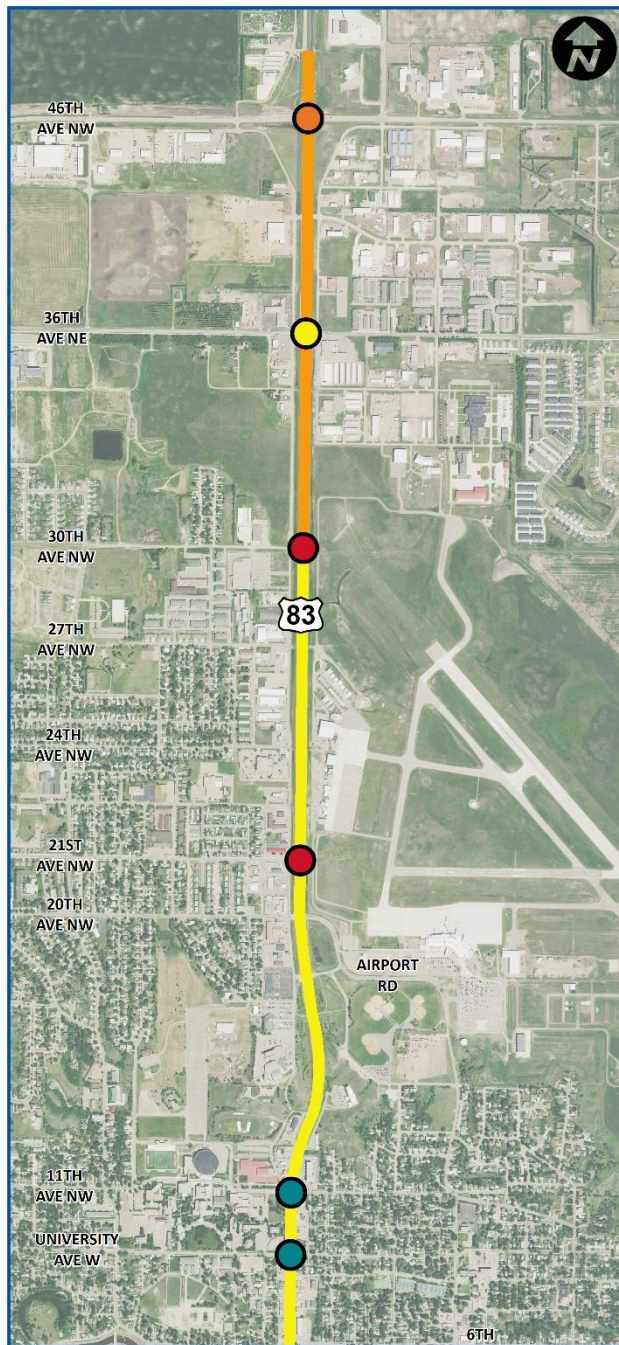 N
46TH
AVE NW
36TH
AVE NE
30TH
AVE NW
83
27TH
AVE NW
24TH
AVE NW
21ST
AVE NW
20TH
AVE NW
AIRPORT
RD
11TH
AVE NW
UNIVERSITY
AVE W
6TH